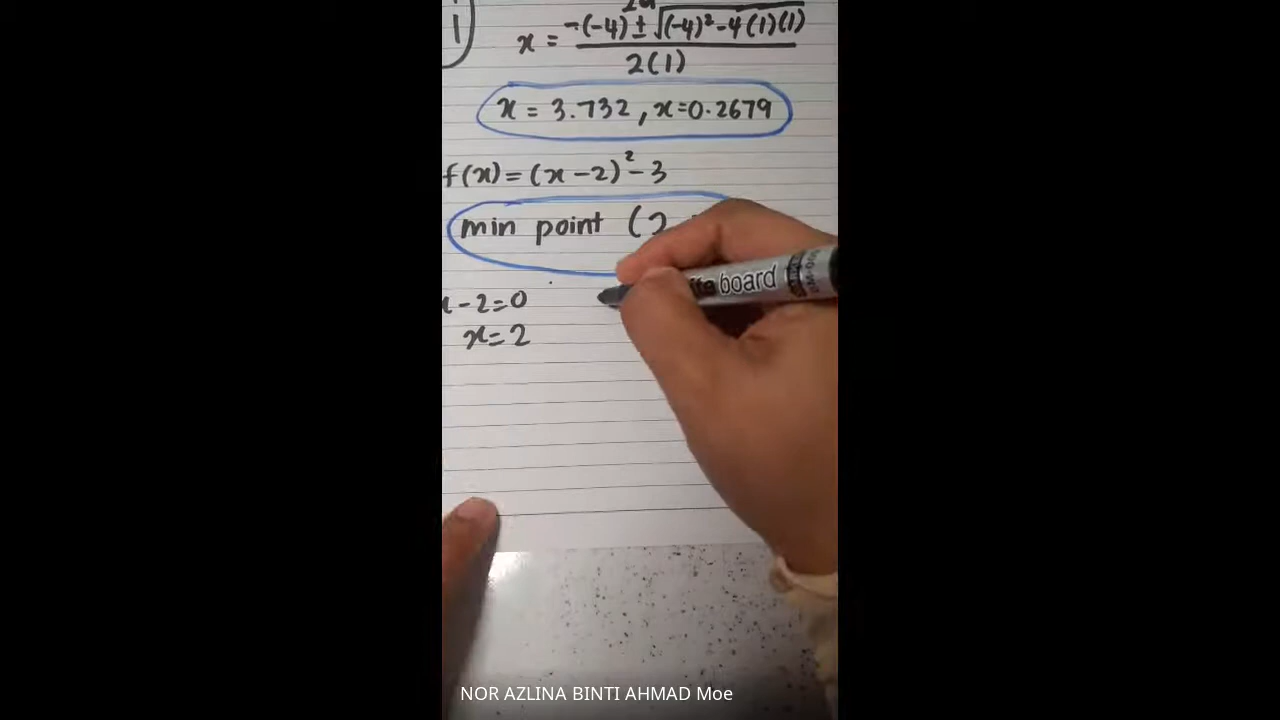 i
x = -(-4) ± √(-4)² - 4(1)(1)
2(1)
x = 3.732, x=0.2679
f(x) = (x - 2)² - 3
min point (2
- 2 = 0
x = 2
board
NOR AZLINA BINTI AHMAD Moe